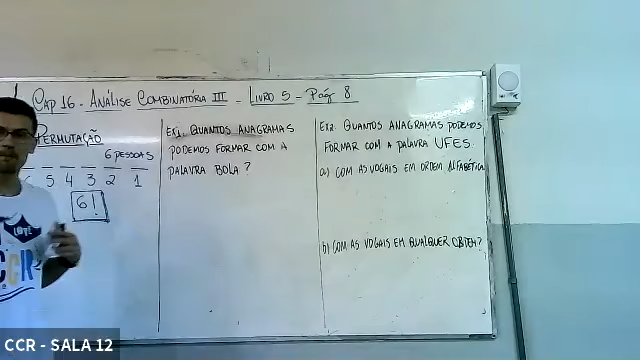 CAP 16 - ANÁLISE COMBINATÓRIA III - LIVRO 5 - Pág 8
PERMUTAÇÃO
6 PESSOAS
6 5 4 3 2 1
6!
EX1. QUANTOS ANAGRAMAS
PODEMOS FORMAR COM A
PALAVRA BOLA?
EX2. QUANTOS ANAGRAMAS PODEMOS
FORMAR COM A PALAVRA UFES.
a) COM AS VOGAIS EM ORDEM ALFABÉTICA
b) COM AS VOGAIS EM QUALQUER ORDEM?
CCR
CCR - SALA 12